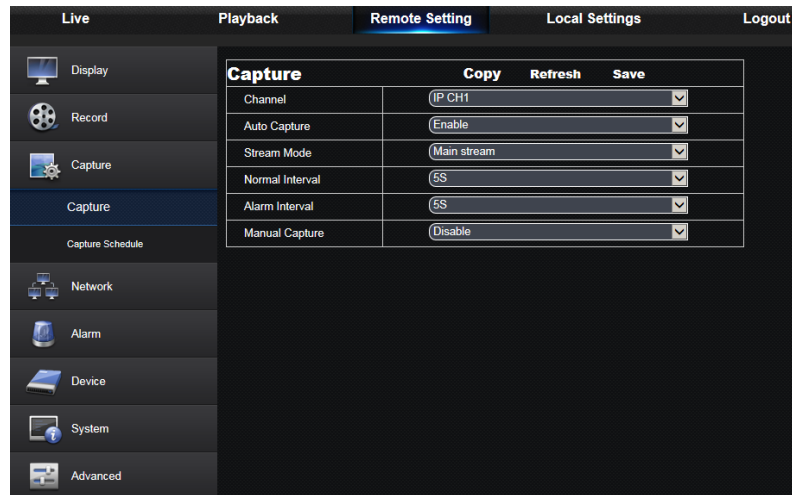 Live Playback Remote Setting Local Settings Logout
Display
Record
Capture
Capture
Capture Schedule
Network
Alarm
Device
System
Advanced
Capture Copy Refresh Save
Channel IP CH1
Auto Capture Enable
Stream Mode Main stream
Normal Interval 5S
Alarm Interval 5S
Manual Capture Disable